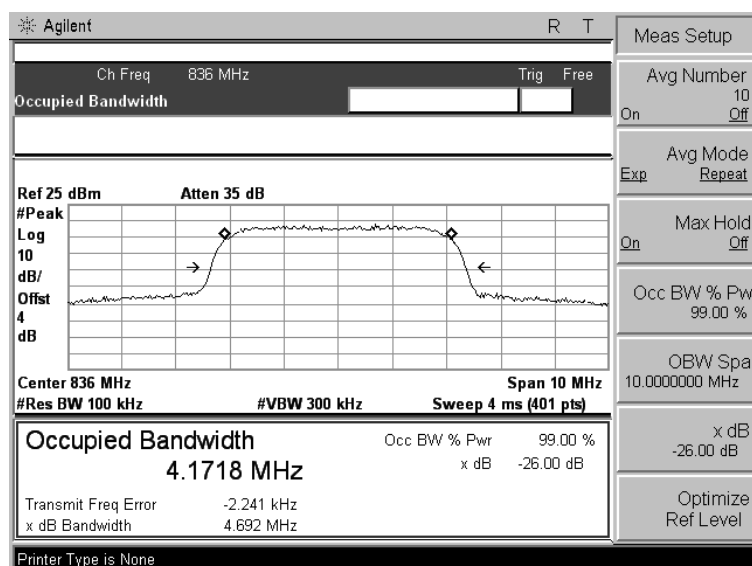 Agilent R T
Ch Freq 836 MHz Trig Free
Occupied Bandwidth
Ref 25 dBm Atten 35 dB
#Peak
Log
10
dB/
Offst
4
dB
Center 836 MHz Span 10 MHz
#Res BW 100 kHz #VBW 300 kHz Sweep 4 ms (401 pts)
Occupied Bandwidth Occ BW % Pwr 99.00 %
4.1718 MHz x dB -26.00 dB
Transmit Freq Error -2.241 kHz
x dB Bandwidth 4.692 MHz
Printer Type is None
Meas Setup
Avg Number
10
On Off
Avg Mode
Exp Repeat
Max Hold
On Off
Occ BW % Pw
99.00 %
OBW Spa
10.0000000 MHz
x dB
-26.00 dB
Optimize
Ref Level